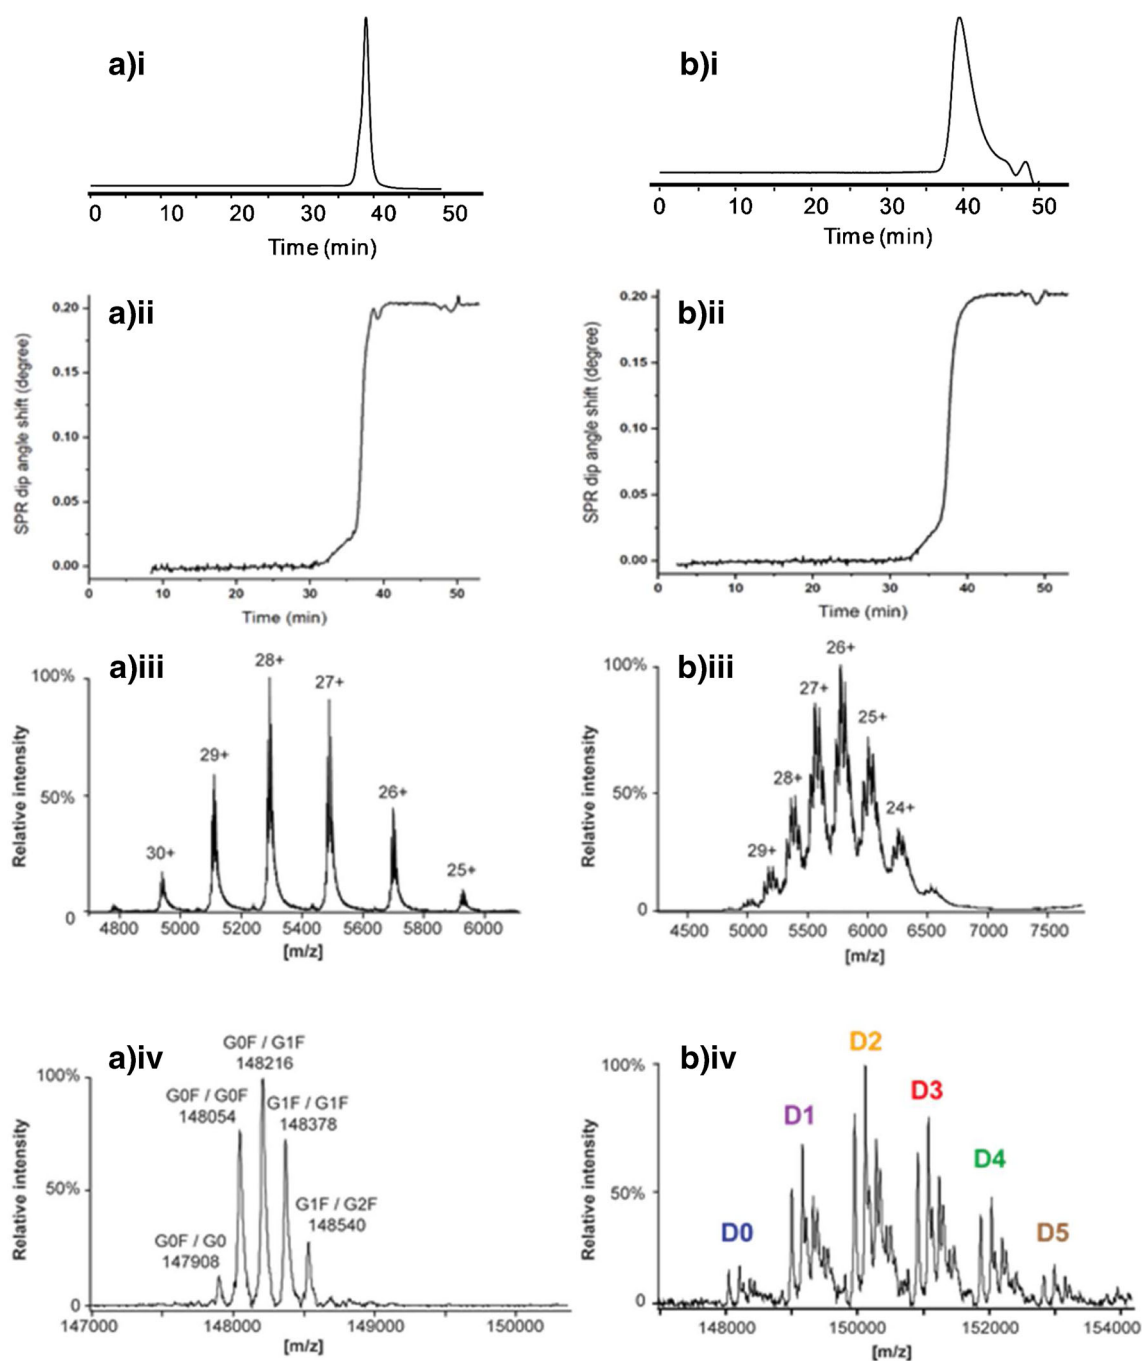 a)i
0 10 20 30 40 50
Time (min)
b)i
0 10 20 30 40 50
Time (min)
a)ii
SPR dip angle shift (degree)
0.20
0.15
0.10
0.05
0.00
0 10 20 30 40 50
Time (min)
b)ii
SPR dip angle shift (degree)
0.20
0.15
0.10
0.05
0.00
0 10 20 30 40 50
Time (min)
a)iii
Relative intensity
100%
50%
0
30+
29+
28+
27+
26+
25+
4800 5000 5200 5400 5600 5800 6000
[m/z]
b)iii
Relative intensity
100%
50%
0
29+
28+
27+
26+
25+
24+
4500 5000 5500 6000 6500 7000 7500
[m/z]
a)iv
Relative intensity
100%
50%
0
G0F / G0
147908
G0F / G0F
148054
G0F / G1F
148216
G1F / G1F
148378
G1F / G2F
148540
147000 148000 149000 150000
[m/z]
b)iv
Relative intensity
100%
50%
0
D0
D1
D2
D3
D4
D5
148000 150000 152000 154000
[m/z]